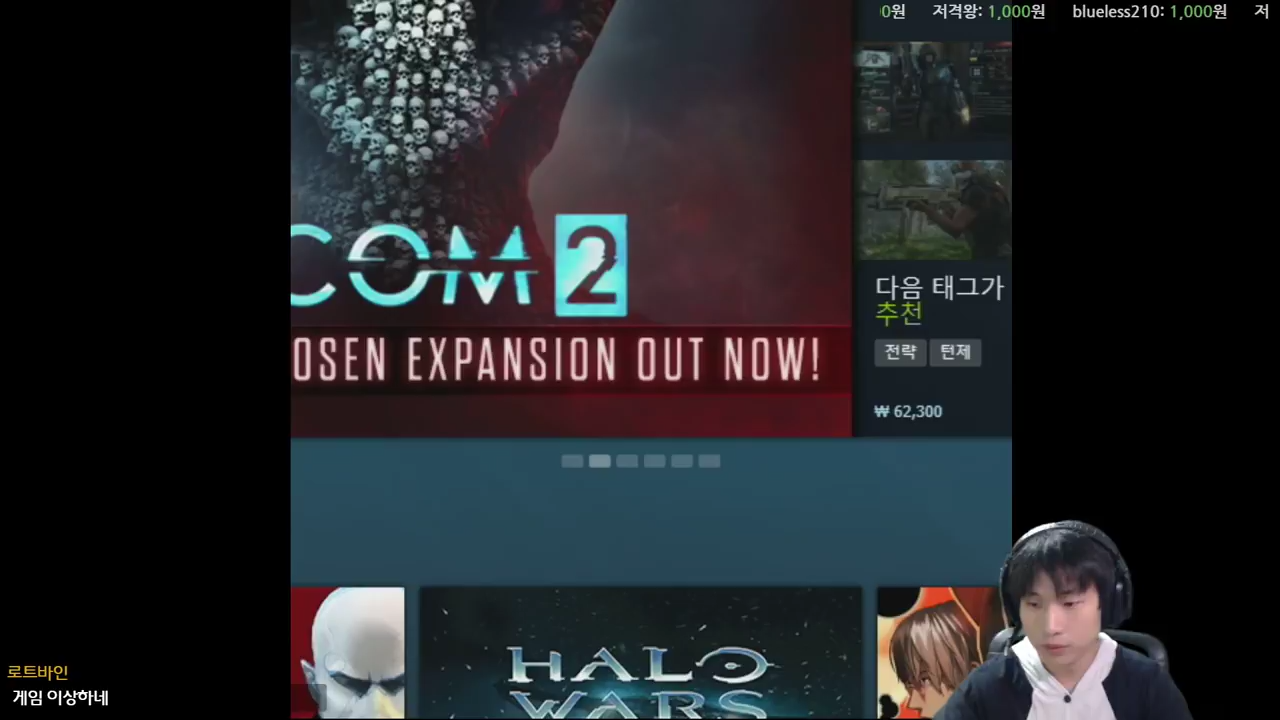 0원 저격왕: 1,000원 blueless210: 1,000원 저
COM 2
OSEN EXPANSION OUT NOW!
다음 태그가
추천
전략 턴제
₩ 62,300
HALO
WARS
로트바인
게임 이상하네